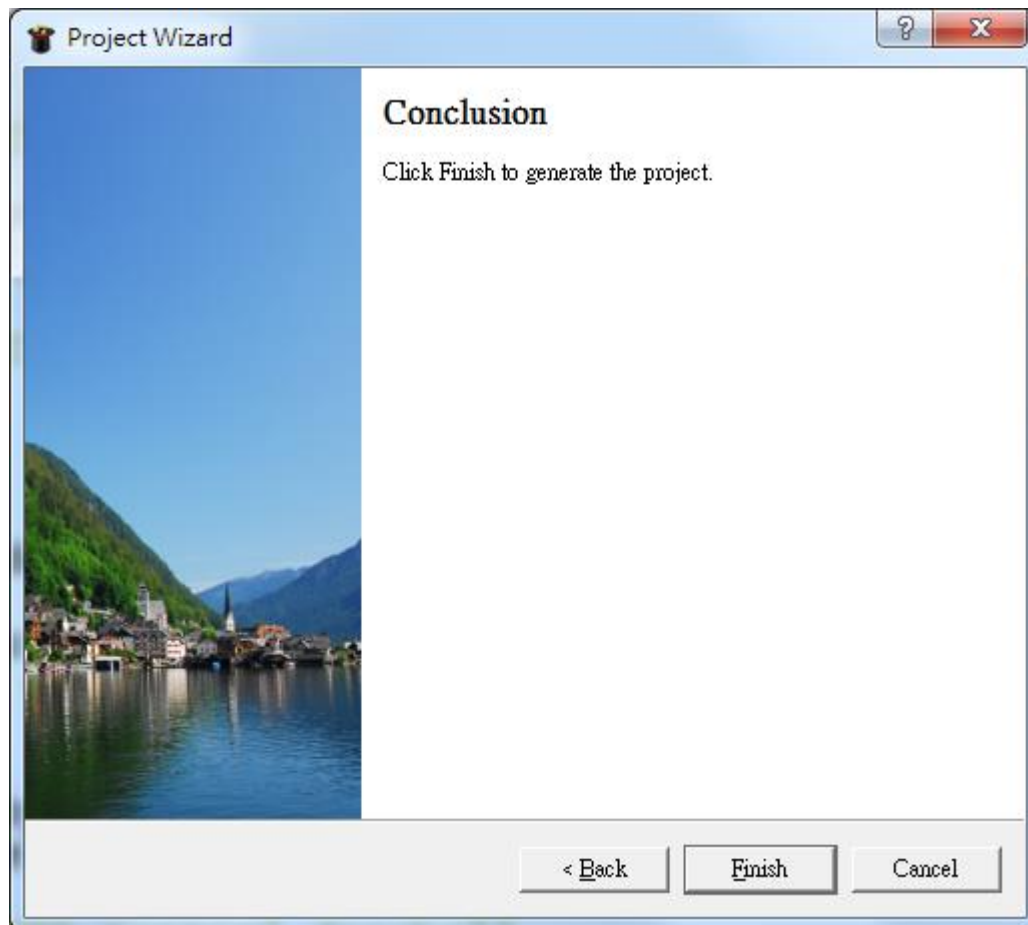 Project Wizard
?
Conclusion
Click Finish to generate the project.
< Back
Finish
Cancel